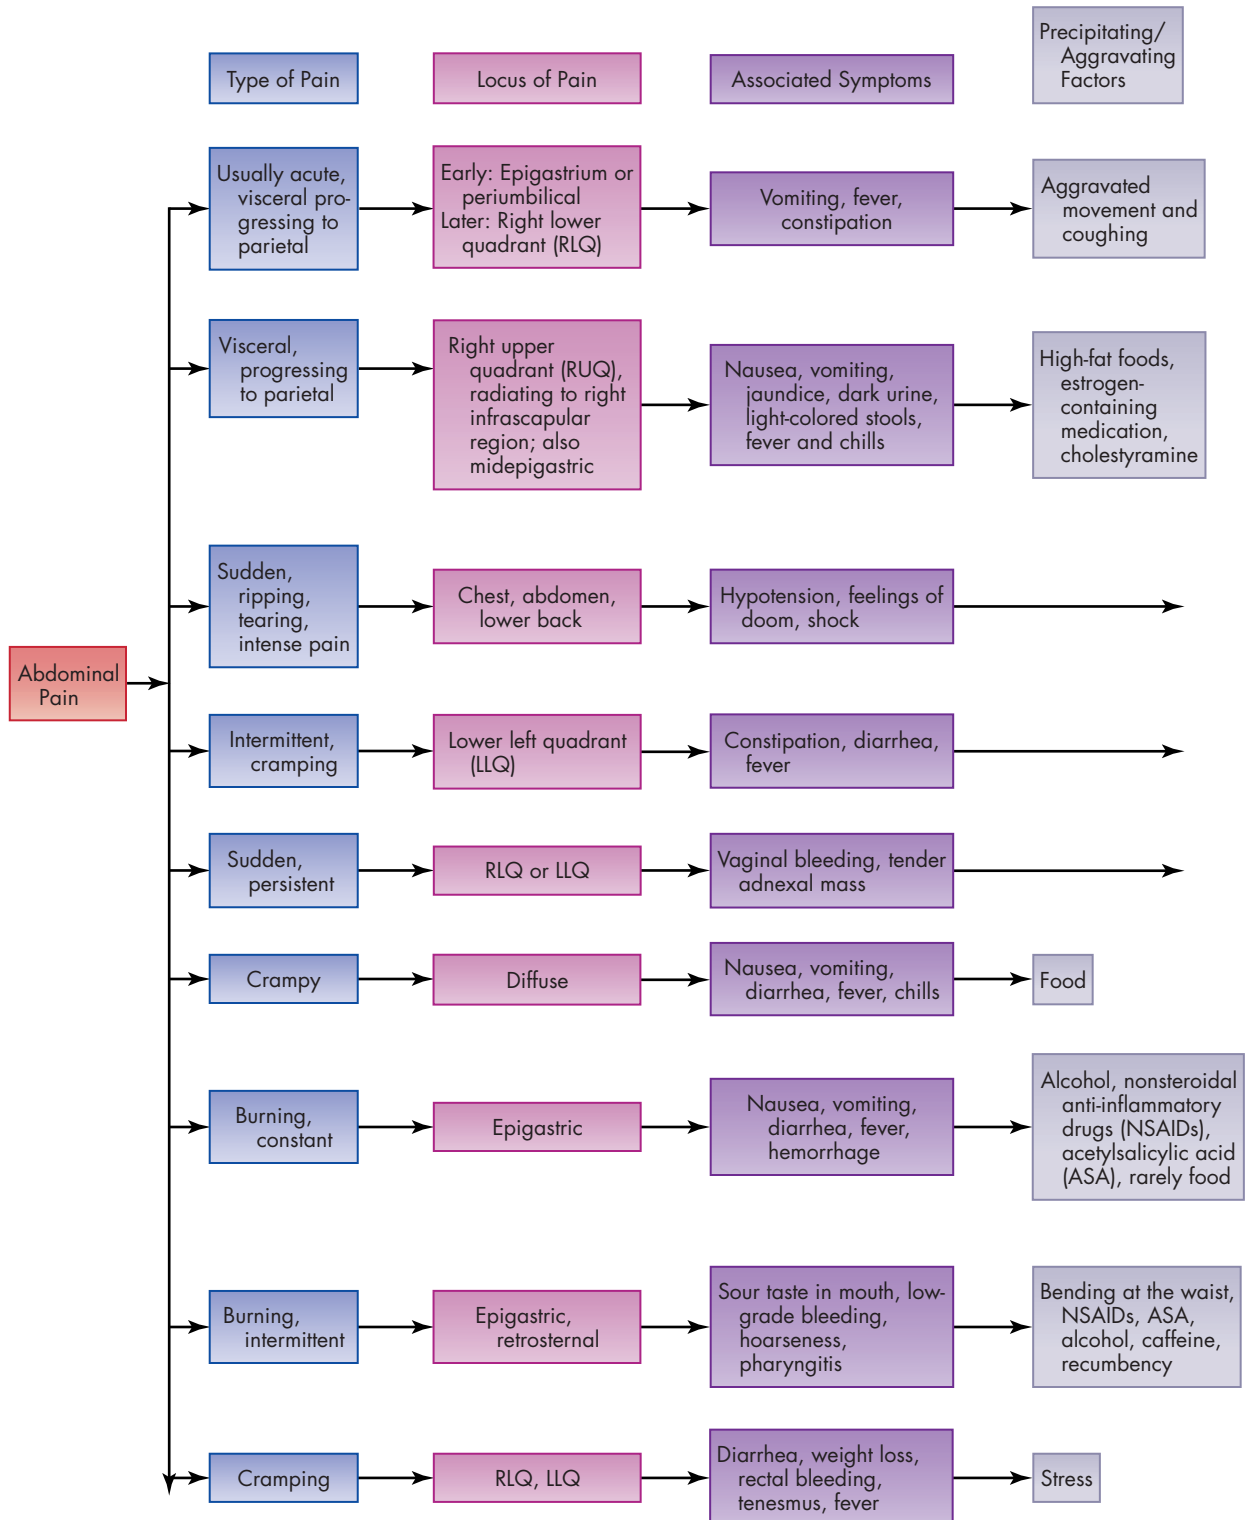 Type of Pain
Locus of Pain
Associated Symptoms
Precipitating/
Aggravating
Factors
Usually acute,
visceral pro-
gressing to
parietal
Early: Epigastrium or
periumbilical
Later: Right lower
quadrant (RLQ)
Vomiting, fever,
constipation
Aggravated
movement and
coughing
Visceral,
progressing
to parietal
Right upper
quadrant (RUQ),
radiating to right
infrascapular
region; also
midepigastric
Nausea, vomiting,
jaundice, dark urine,
light-colored stools,
fever and chills
High-fat foods,
estrogen-
containing
medication,
cholestyramine
Sudden,
ripping,
tearing,
intense pain
Chest, abdomen,
lower back
Hypotension, feelings of
doom, shock
Abdominal
Pain
Intermittent,
cramping
Lower left quadrant
(LLQ)
Constipation, diarrhea,
fever
Sudden,
persistent
RLQ or LLQ
Vaginal bleeding, tender
adnexal mass
Crampy
Diffuse
Nausea, vomiting,
diarrhea, fever, chills
Food
Burning,
constant
Epigastric
Nausea, vomiting,
diarrhea, fever,
hemorrhage
Alcohol, nonsteroidal
anti-inflammatory
drugs (NSAIDs),
acetylsalicylic acid
(ASA), rarely food
Burning,
intermittent
Epigastric,
retrosternal
Sour taste in mouth, low-
grade bleeding,
hoarseness,
pharyngitis
Bending at the waist,
NSAIDs, ASA,
alcohol, caffeine,
recumbency
Cramping
RLQ, LLQ
Diarrhea, weight loss,
rectal bleeding,
tenesmus, fever
Stress